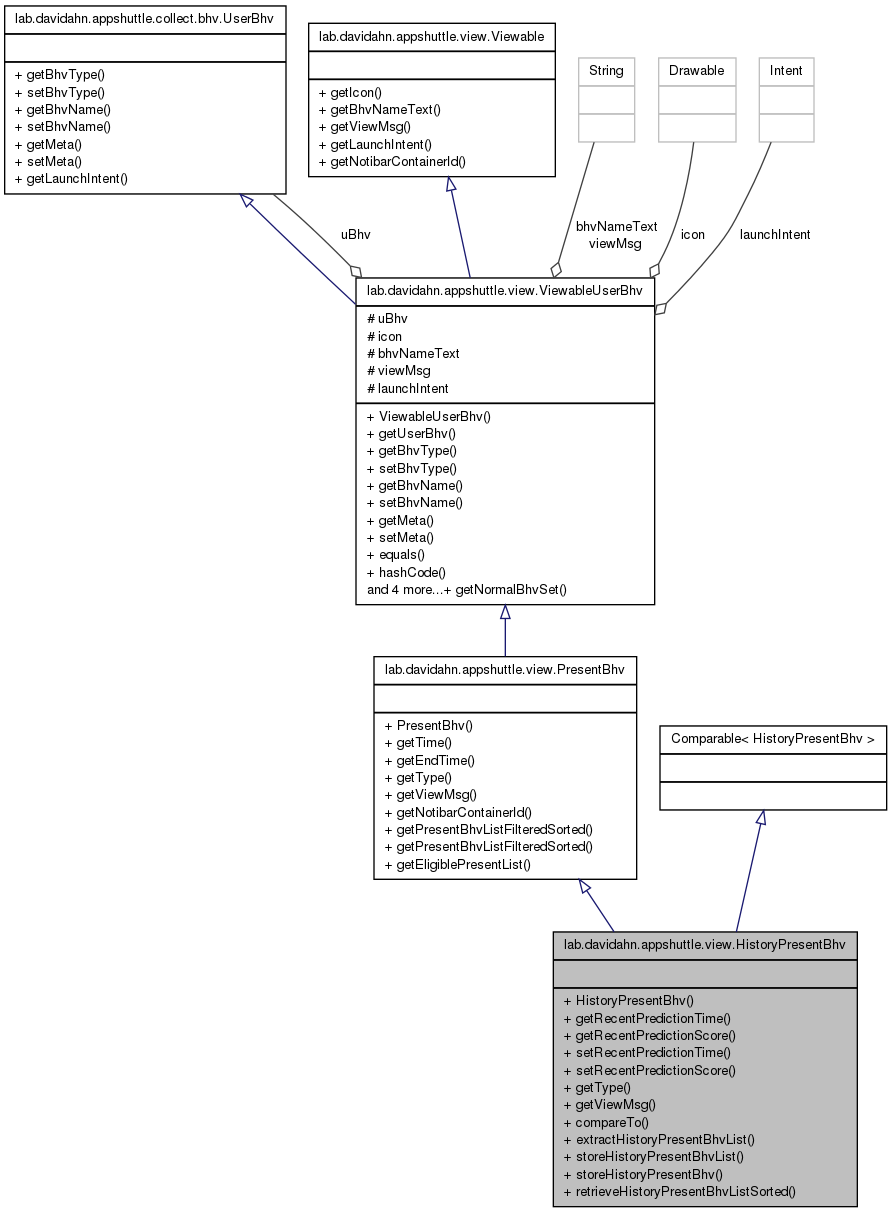 lab.davidahn.appshuttle.collect.bhv.UserBhv
+ getBhvType()
+ setBhvType()
+ getBhvName()
+ setBhvName()
+ getMeta()
+ setMeta()
+ getLaunchIntent()
lab.davidahn.appshuttle.view.Viewable
+ getIcon()
+ getBhvNameText()
+ getViewMsg()
+ getLaunchIntent()
+ getNotibarContainerId()
String
Drawable
Intent
uBhv
bhvNameText
viewMsg
icon
launchIntent
lab.davidahn.appshuttle.view.ViewableUserBhv
# uBhv
# icon
# bhvNameText
# viewMsg
# launchIntent
+ ViewableUserBhv()
+ getUserBhv()
+ getBhvType()
+ setBhvType()
+ getBhvName()
+ setBhvName()
+ getMeta()
+ setMeta()
+ equals()
+ hashCode()
and 4 more...+ getNormalBhvSet()
lab.davidahn.appshuttle.view.PresentBhv
+ PresentBhv()
+ getTime()
+ getEndTime()
+ getType()
+ getViewMsg()
+ getNotibarContainerId()
+ getPresentBhvListFilteredSorted()
+ getPresentBhvListFilteredSorted()
+ getEligiblePresentList()
Comparable< HistoryPresentBhv >
lab.davidahn.appshuttle.view.HistoryPresentBhv
+ HistoryPresentBhv()
+ getRecentPredictionTime()
+ getRecentPredictionScore()
+ setRecentPredictionTime()
+ setRecentPredictionScore()
+ getType()
+ getViewMsg()
+ compareTo()
+ extractHistoryPresentBhvList()
+ storeHistoryPresentBhvList()
+ storeHistoryPresentBhv()
+ retrieveHistoryPresentBhvListSorted()